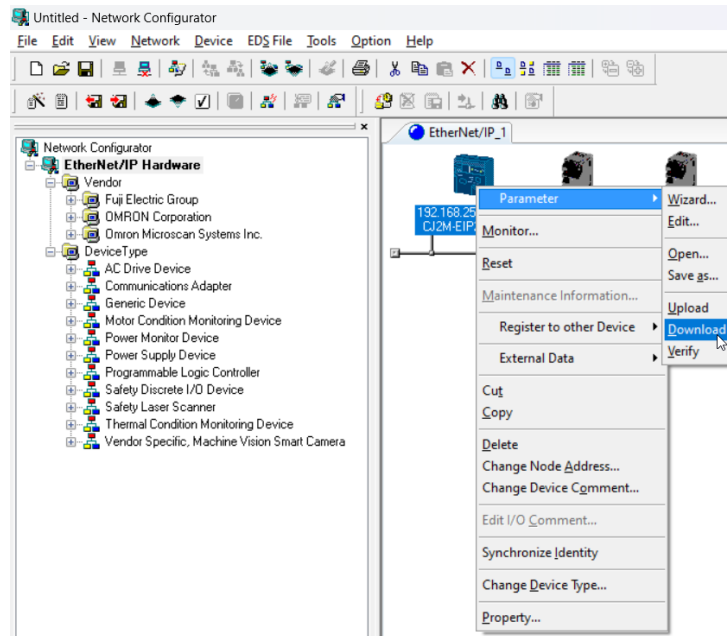 Untitled - Network Configurator
File Edit View Network Device EDS File Tools Option Help
Network Configurator
EtherNet/IP Hardware
Vendor
Fuji Electric Group
OMRON Corporation
Omron Microscan Systems Inc.
DeviceType
AC Drive Device
Communications Adapter
Generic Device
Motor Condition Monitoring Device
Power Monitor Device
Power Supply Device
Programmable Logic Controller
Safety Discrete I/O Device
Safety Laser Scanner
Thermal Condition Monitoring Device
Vendor Specific, Machine Vision Smart Camera
EtherNet/IP_1
192.168.25
CJ2M-EIP
Parameter
Monitor...
Reset
Maintenance Information...
Register to other Device
External Data
Cut
Copy
Delete
Change Node Address...
Change Device Comment...
Edit I/O Comment...
Synchronize Identity
Change Device Type...
Property...
Wizard...
Edit...
Open...
Save as...
Upload
Download
Verify